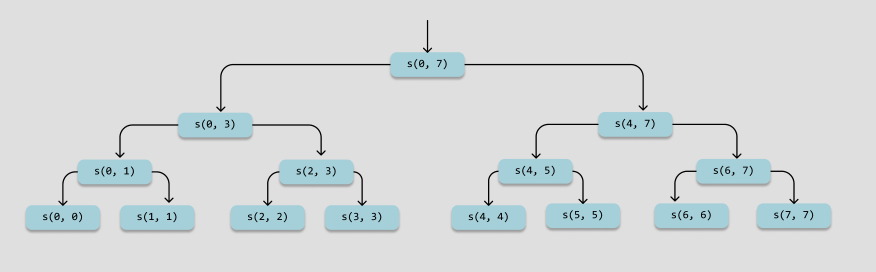 s(0, 7)
s(0, 3)
s(4, 7)
s(0, 1)
s(2, 3)
s(4, 5)
s(6, 7)
s(0, 0)
s(1, 1)
s(2, 2)
s(3, 3)
s(4, 4)
s(5, 5)
s(6, 6)
s(7, 7)